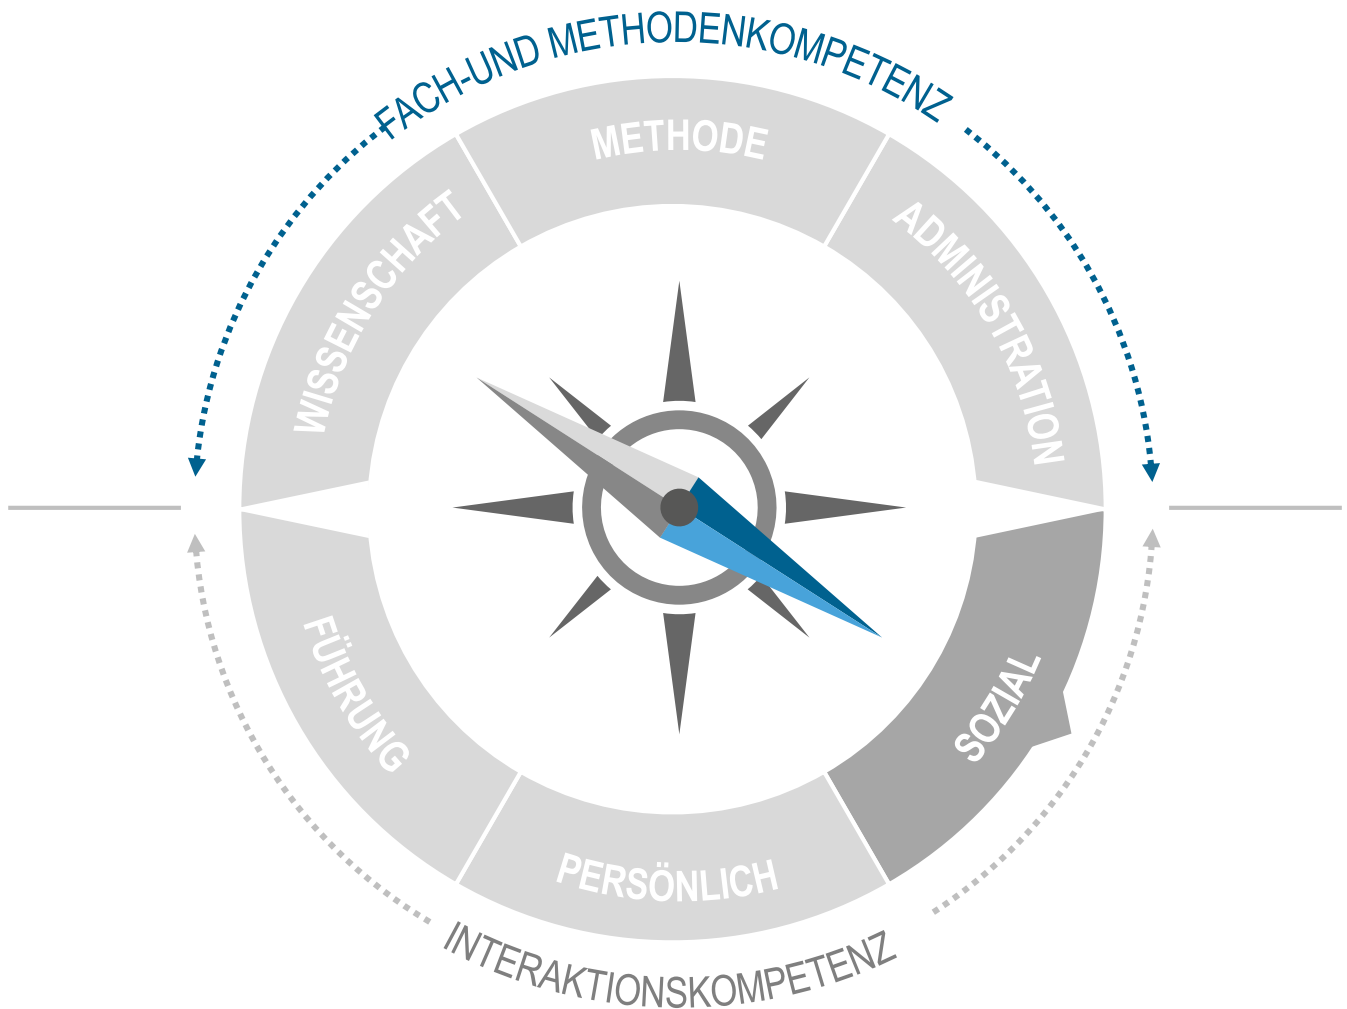 FACH-UND METHODENKOMPETENZ
METHODE
WISSENSCHAFT
ADMINISTRATION
FÜHRUNG
SOZIAL
PERSÖNLICH
INTERAKTIONSKOMPETENZ